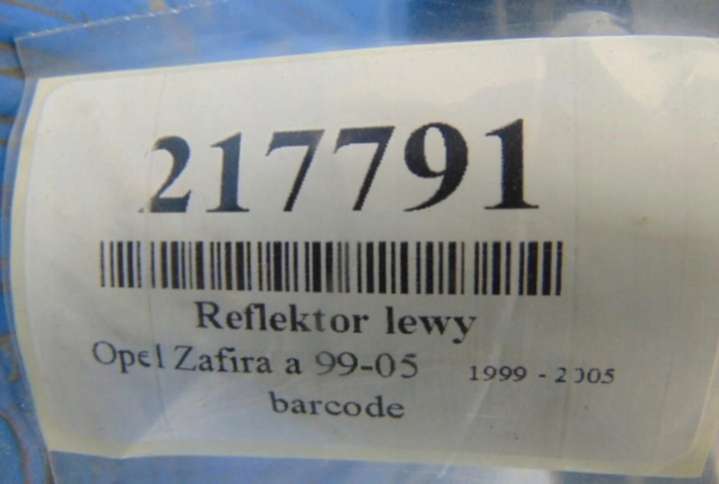 217791
Reflektor lewy
Opel Zafira a 99-05 1999 - 2005
barcode